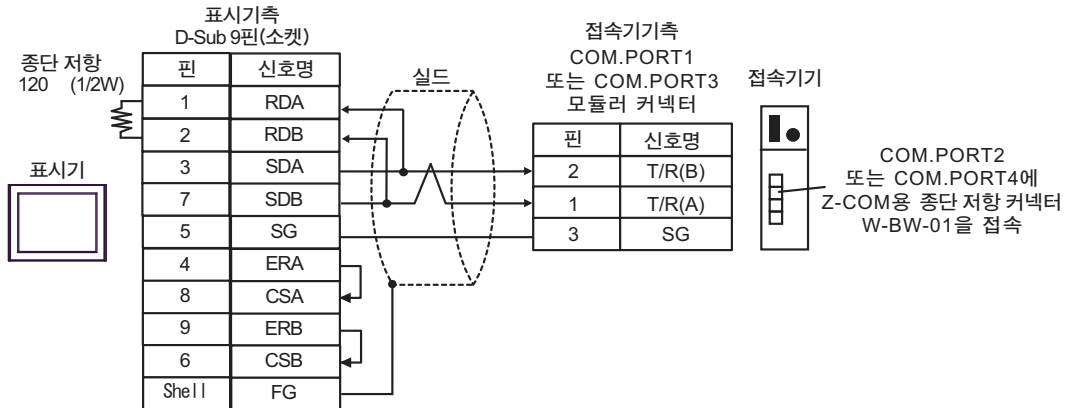 표시기측
D-Sub 9핀(소켓)
종단 저항
120 (1/2W)
표시기
핀 신호명
1 RDA
2 RDB
3 SDA
7 SDB
5 SG
4 ERA
8 CSA
9 ERB
6 CSB
Shell FG
실드
접속기기측
COM.PORT1
또는 COM.PORT3
모듈러 커넥터
핀 신호명
2 T/R(B)
1 T/R(A)
3 SG
접속기기
COM.PORT2
또는 COM.PORT4에
Z-COM용 종단 저항 커넥터
W-BW-01을 접속